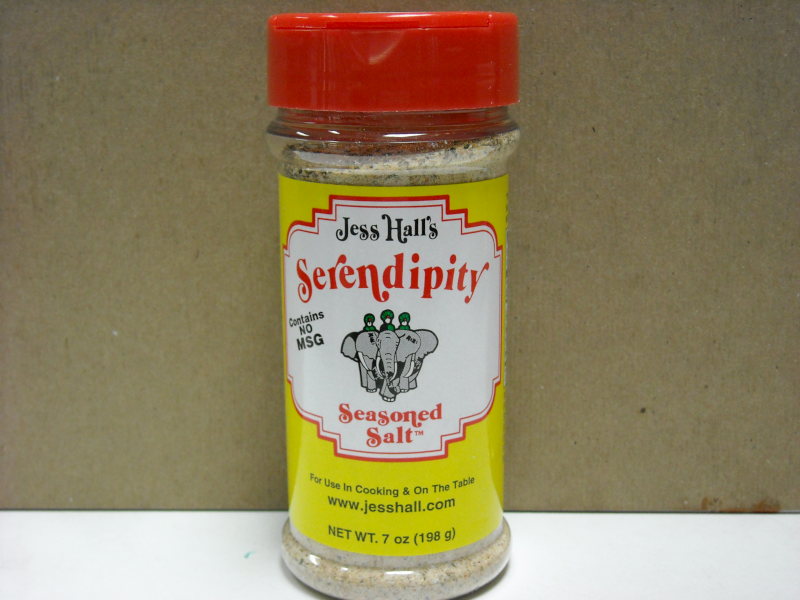 Jess Hall's
Serendipity
Contains
NO
MSG
Seasoned
Salt™
For Use In Cooking & On The Table
www.jesshall.com
NET WT. 7 oz (198 g)